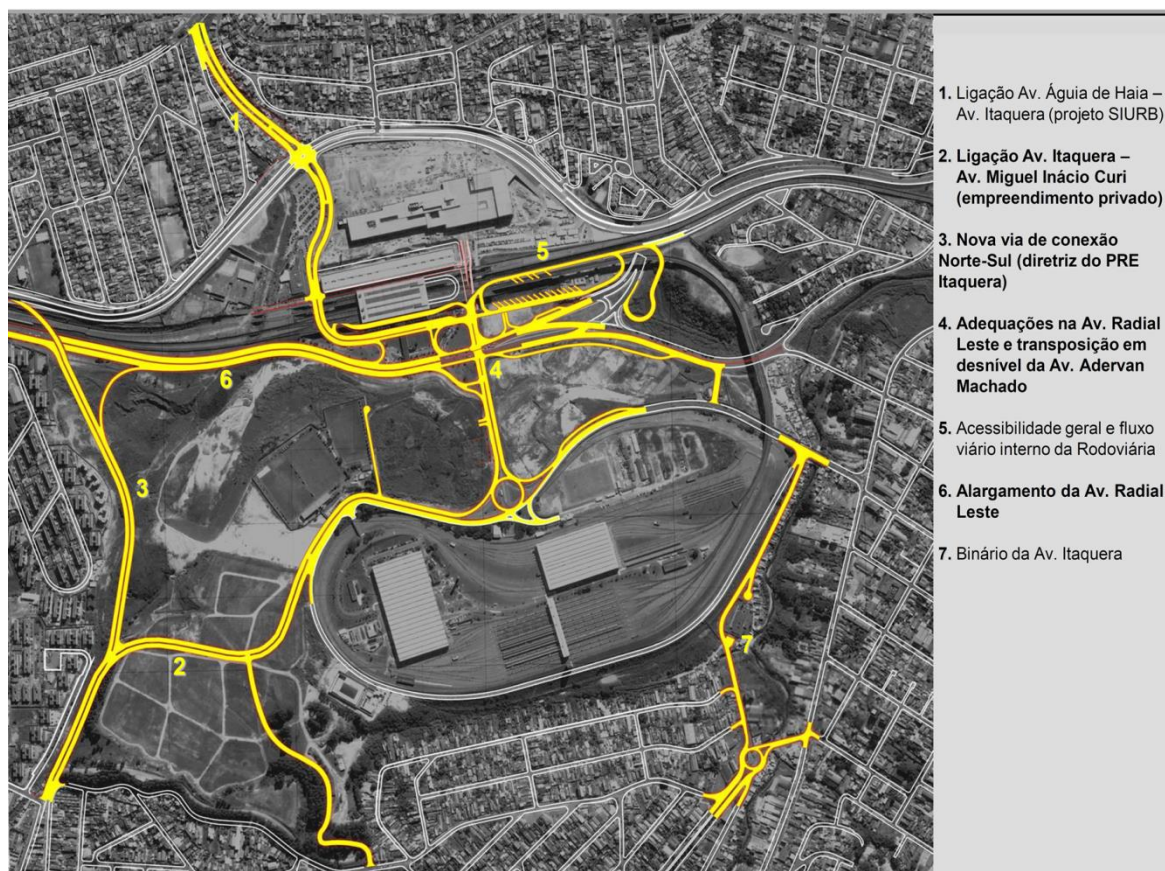 1
5
4
6
3
2
7
1. Ligação Av. Águia de Haia –
Av. Itaquera (projeto SIURB)
2. Ligação Av. Itaquera –
Av. Miguel Inácio Curi
(empreendimento privado)
3. Nova via de conexão
Norte-Sul (diretriz do PRE
Itaquera)
4. Adequações na Av. Radial
Leste e transposição em
desnível da Av. Adervan
Machado
5. Acessibilidade geral e fluxo
viário interno da Rodoviária
6. Alargamento da Av. Radial
Leste
7. Binário da Av. Itaquera